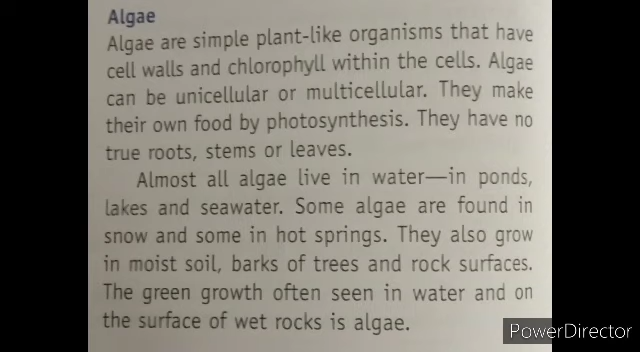 Algae
Algae are simple plant-like organisms that have
cell walls and chlorophyll within the cells. Algae
can be unicellular or multicellular. They make
their own food by photosynthesis. They have no
true roots, stems or leaves.
Almost all algae live in water—in ponds,
lakes and seawater. Some algae are found in
snow and some in hot springs. They also grow
in moist soil, barks of trees and rock surfaces.
The green growth often seen in water and on
the surface of wet rocks is algae.
PowerDirector